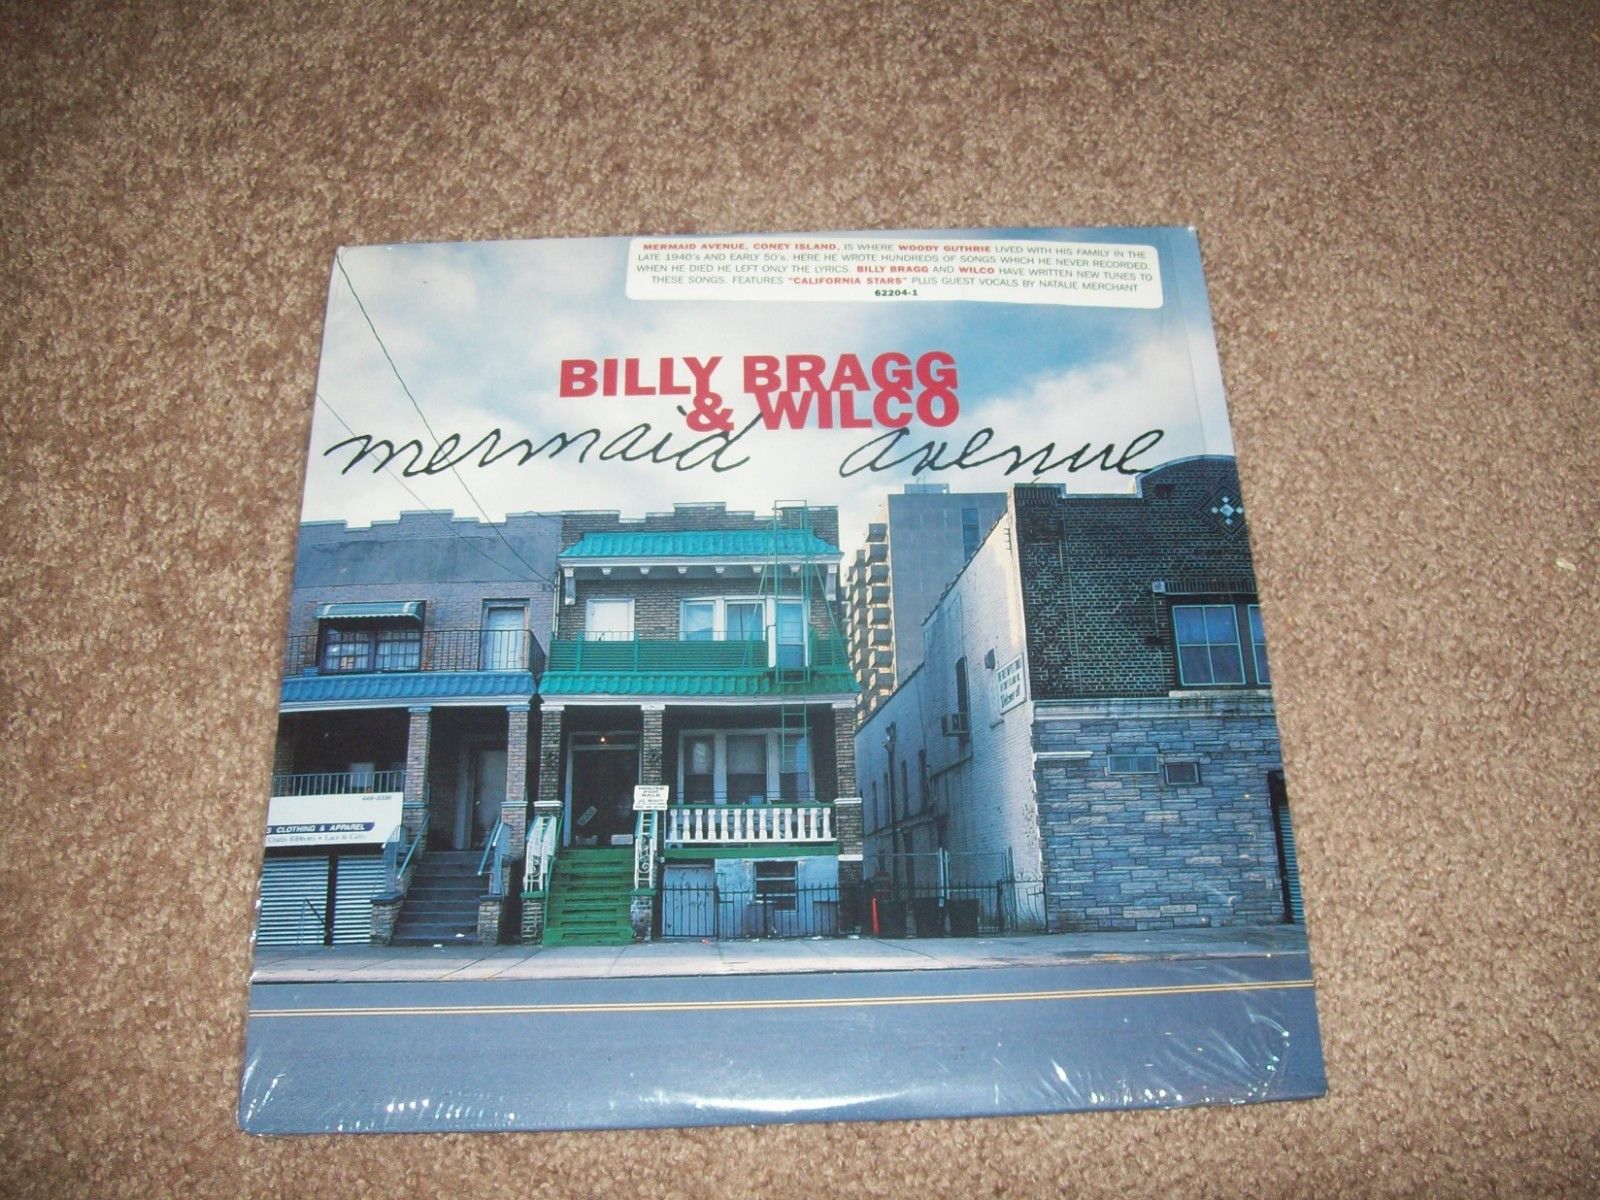 MERMAID AVENUE, CONEY ISLAND, IS WHERE WOODY GUTHRIE LIVED WITH HIS FAMILY IN THE
LATE 1940's AND EARLY 50's. HERE HE WROTE HUNDREDS OF SONGS WHICH HE NEVER RECORDED.
WHEN HE DIED HE LEFT ONLY THE LYRICS. BILLY BRAGG AND WILCO HAVE WRITTEN NEW TUNES TO
THESE SONGS. FEATURES "CALIFORNIA STARS" PLUS GUEST VOCALS BY NATALIE MERCHANT
62204-1
BILLY BRAGG
& WILCO
mermaid avenue
HOUSE
FOR
SALE
S CLOTHING & APPAREL